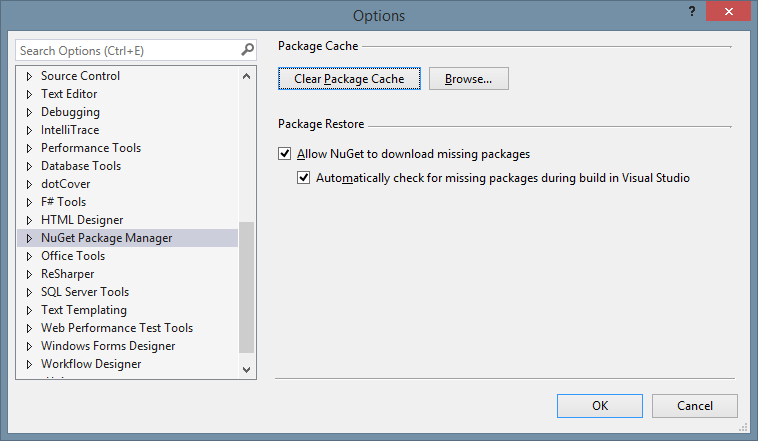 Options
?
Search Options (Ctrl+E)
Source Control
Text Editor
Debugging
IntelliTrace
Performance Tools
Database Tools
dotCover
F# Tools
HTML Designer
NuGet Package Manager
Office Tools
ReSharper
SQL Server Tools
Text Templating
Web Performance Test Tools
Windows Forms Designer
Workflow Designer
Package Cache
Clear Package Cache
Browse...
Package Restore
Allow NuGet to download missing packages
Automatically check for missing packages during build in Visual Studio
OK
Cancel